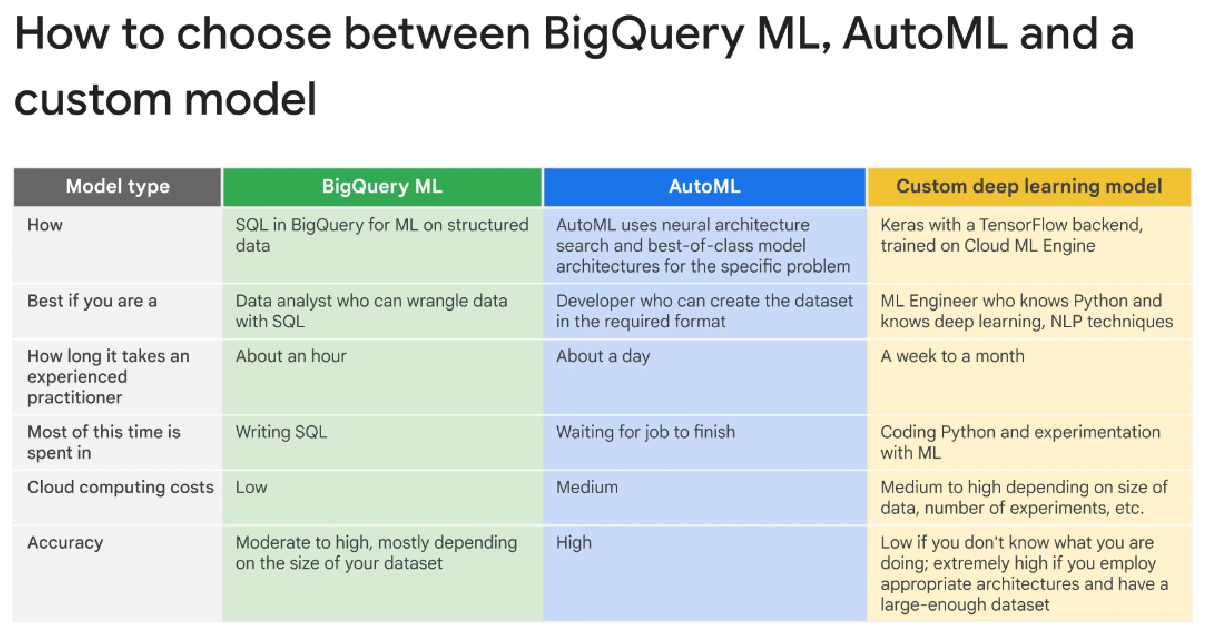 How to choose between BigQuery ML, AutoML and a
custom model
Model type
BigQuery ML
AutoML
Custom deep learning model
How
SQL in BigQuery for ML on structured
data
AutoML uses neural architecture
search and best-of-class model
architectures for the specific problem
Keras with a TensorFlow backend,
trained on Cloud ML Engine
Best if you are a
Data analyst who can wrangle data
with SQL
Developer who can create the dataset
in the required format
ML Engineer who knows Python and
knows deep learning, NLP techniques
How long it takes an
experienced
practitioner
About an hour
About a day
A week to a month
Most of this time is
spent in
Writing SQL
Waiting for job to finish
Coding Python and experimentation
with ML
Cloud computing costs
Low
Medium
Medium to high depending on size of
data, number of experiments, etc.
Accuracy
Moderate to high, mostly depending
on the size of your dataset
High
Low if you don't know what you are
doing; extremely high if you employ
appropriate architectures and have a
large-enough dataset